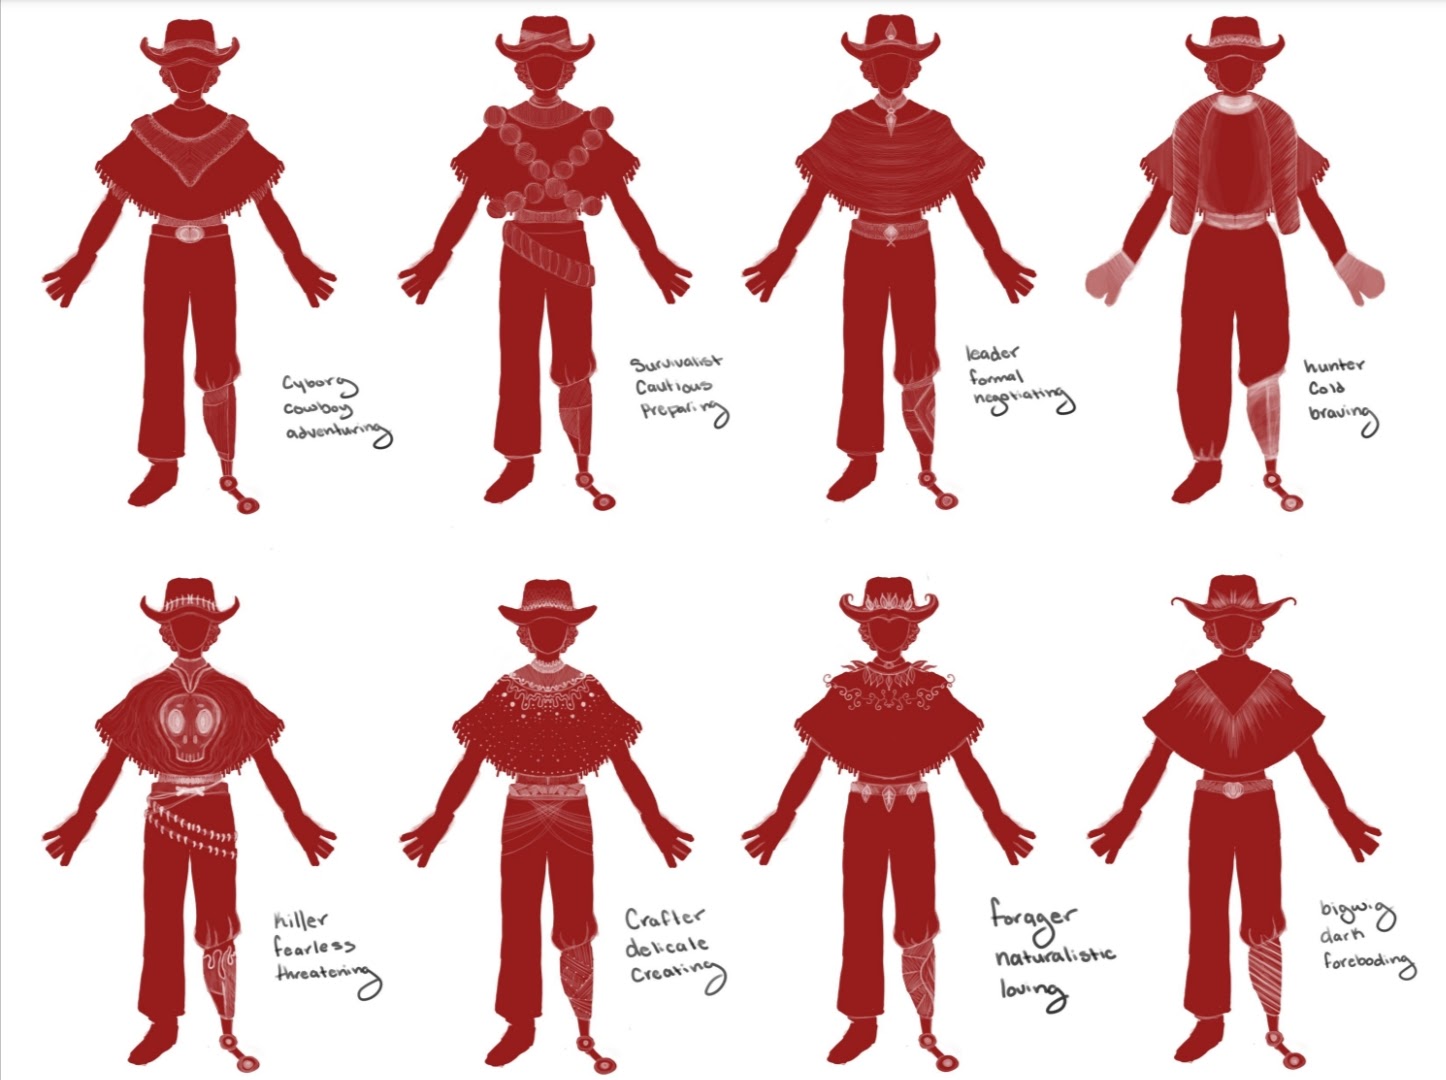 Cyborg
cowboy
adventuring
Survivalist
Cautious
Preparing
leader
formal
negotiating
hunter
Cold
braving
Killer
fearless
threatening
Crafter
delicate
Creating
forager
naturalistic
loving
bigwig
dark
foreboding